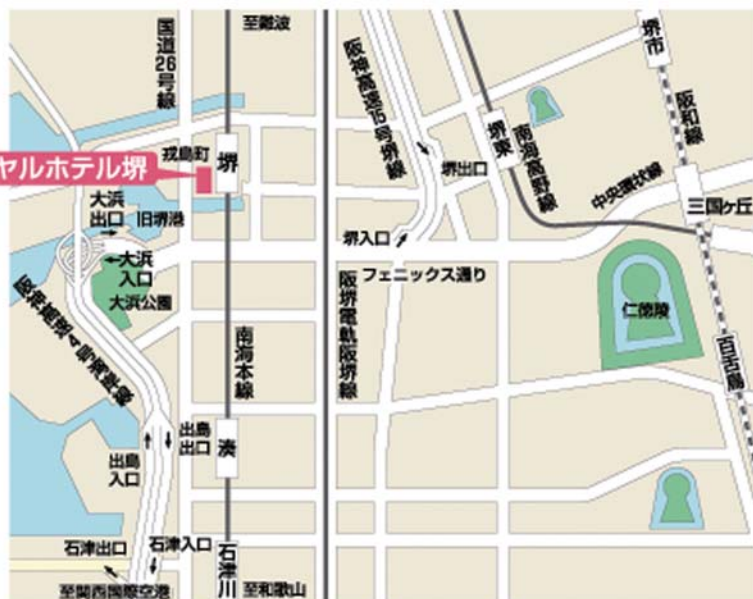 国道26号線
至難波
阪神高速15号堺線
堺市
阪和線
堺東
南海高野線
戎島町
堺
ヤルホテル堺
堺出口
中央環状線
三国ヶ丘
大浜
出口
旧堺港
堺入口
大浜
入口
フェニックス通り
大浜公園
仁徳陵
阪神高速4号湾岸線
南海本線
阪堺電軌阪堺線
百舌鳥
出島
出口
湊
出島
入口
石津出口
石津入口
石津川
至関西国際空港
至和歌山